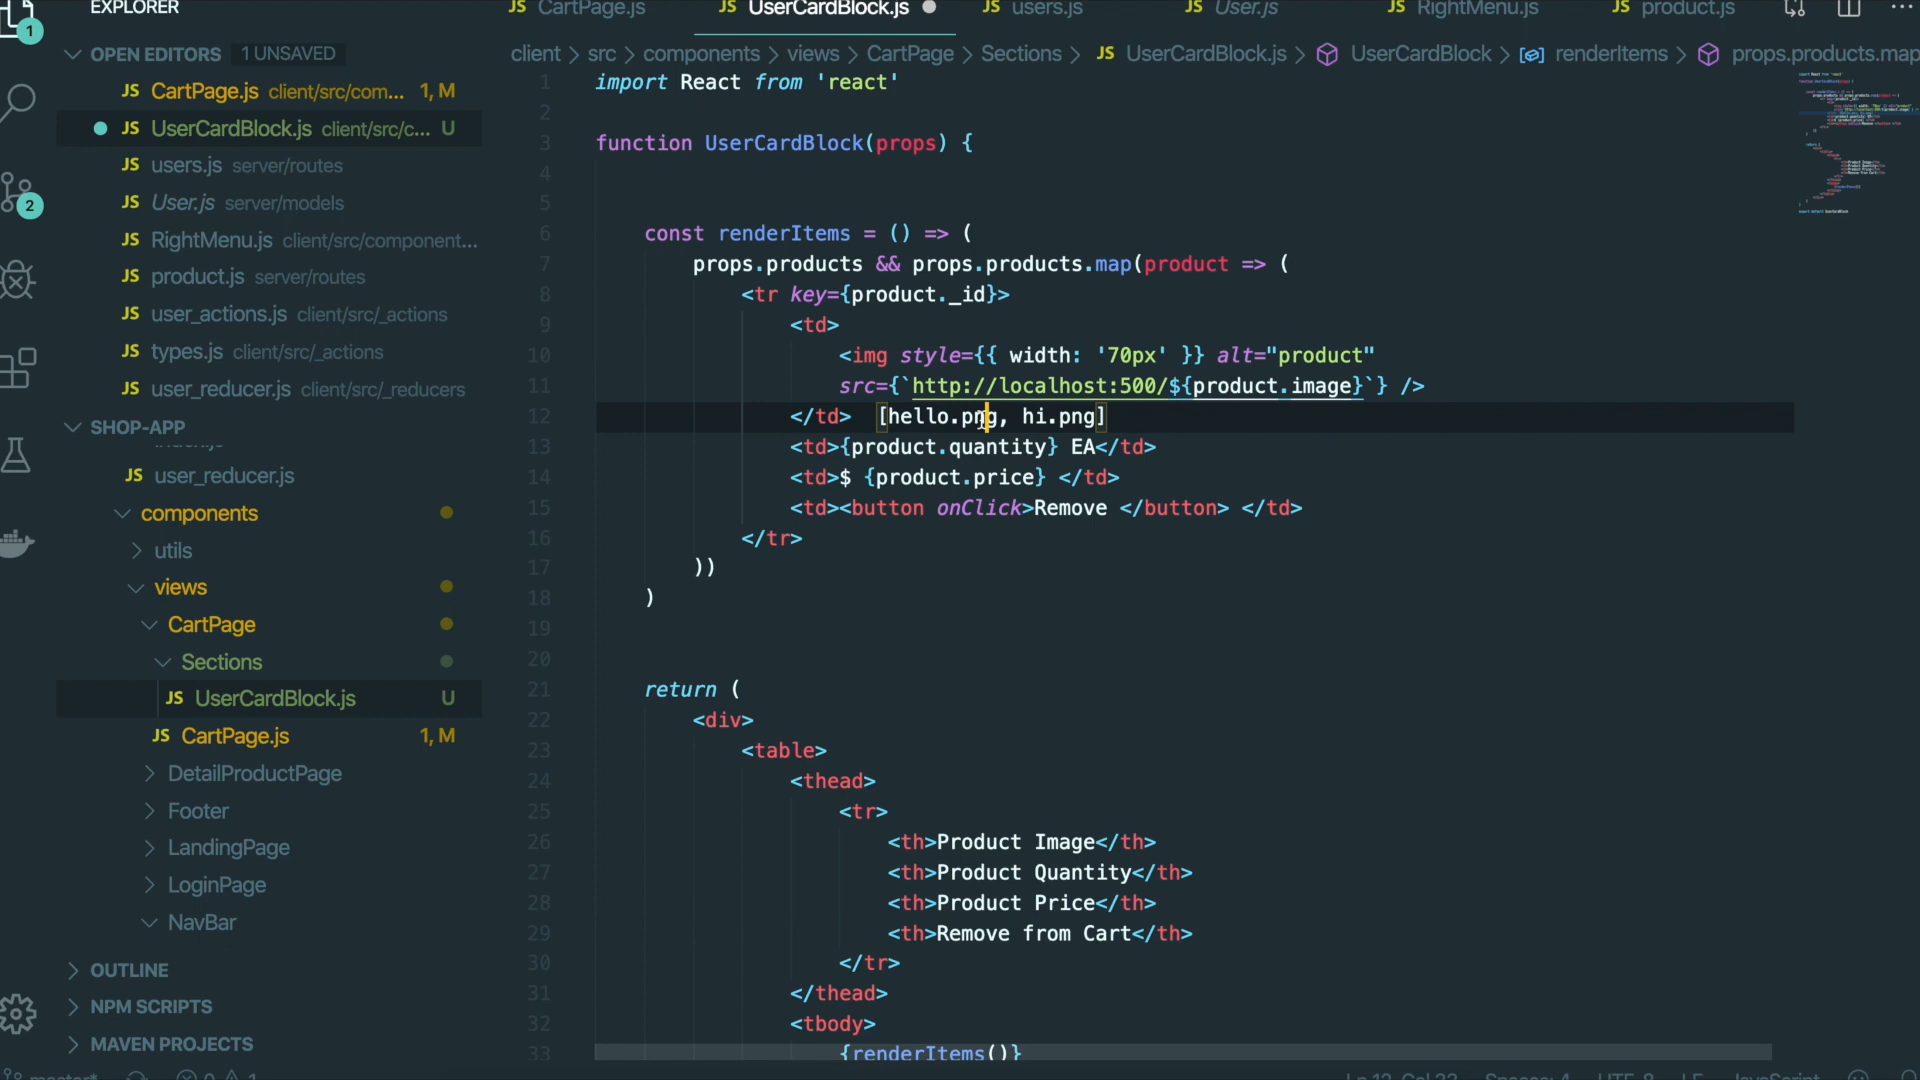 EXPLORER
JS CartPage.js
JS UserCardBlock.js
JS users.js
JS User.js
JS RightMenu.js
JS product.js
1
OPEN EDITORS 1 UNSAVED
JS CartPage.js client/src/com... 1, M
JS UserCardBlock.js client/src/c... U
JS users.js server/routes
JS User.js server/models
JS RightMenu.js client/src/component...
JS product.js server/routes
JS user_actions.js client/src/_actions
JS types.js client/src/_actions
JS user_reducer.js client/src/_reducers
2
SHOP-APP
JS user_reducer.js
components
utils
views
CartPage
Sections
JS UserCardBlock.js U
JS CartPage.js 1, M
DetailProductPage
Footer
LandingPage
LoginPage
NavBar
OUTLINE
NPM SCRIPTS
MAVEN PROJECTS
client > src > components > views > CartPage > Sections > JS UserCardBlock.js > UserCardBlock > renderItems > props.products.map
1 import React from 'react'
2
3 function UserCardBlock(props) {
4
5
6 const renderItems = () => (
7 props.products && props.products.map(product => (
8 <tr key={product._id}>
9 <td>
10 <img style={{ width: '70px' }} alt="product"
11 src={`http://localhost:500/${product.image}`} />
12 </td> [hello.png, hi.png]
13 <td>{product.quantity} EA</td>
14 <td>$ {product.price} </td>
15 <td><button onClick>Remove </button> </td>
16 </tr>
17 ))
18 )
19
20
21 return (
22 <div>
23 <table>
24 <thead>
25 <tr>
26 <th>Product Image</th>
27 <th>Product Quantity</th>
28 <th>Product Price</th>
29 <th>Remove from Cart</th>
30 </tr>
31 </thead>
32 <tbody>
33 {renderItems()}